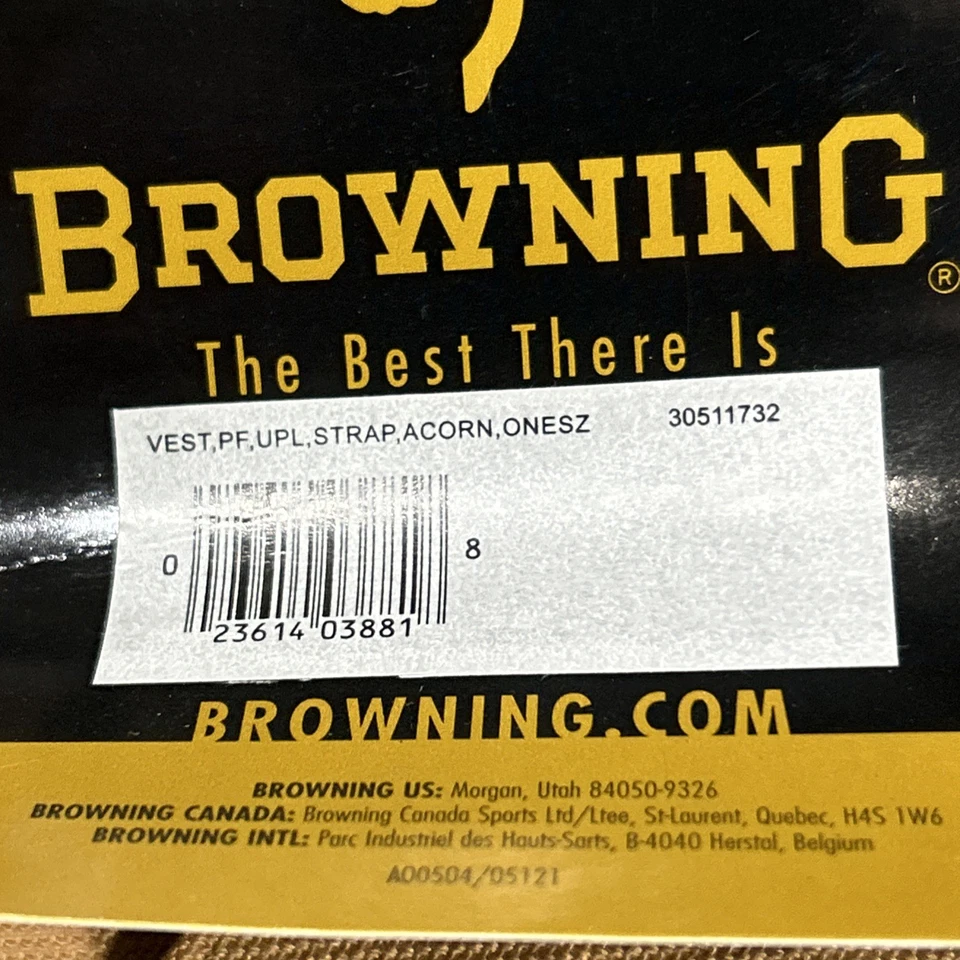 BROWNING®
The Best There Is
VEST,PF,UPL,STRAP,ACORN,ONESZ 30511732
0 23614 03881 8
BROWNING.COM
BROWNING US: Morgan, Utah 84050-9326
BROWNING CANADA: Browning Canada Sports Ltd/Ltee, St-Laurent, Quebec, H4S 1W6
BROWNING INTL: Parc Industriel des Hauts-Sarts, B-4040 Herstal, Belgium
A00504/05121